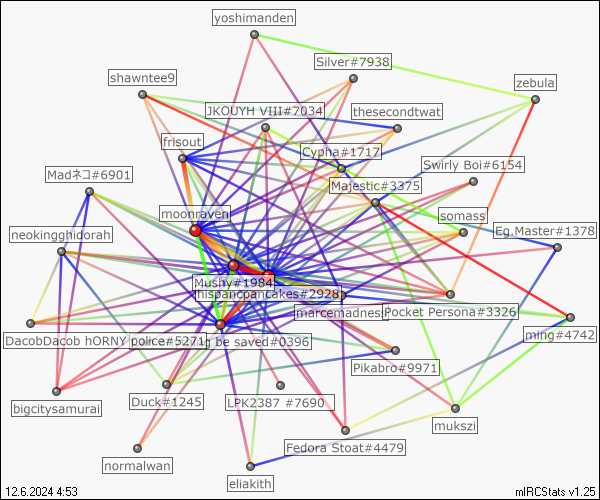 yoshimanden
Silver#7938
shawntee9
zebula
JKOUYH VIII#7034
thesecondtwat
frisout
Cypha#1717
Swirly Boi#6154
Madネコ#6901
Majestic#3375
moonraven
somass
Eg.Master#1378
neokingghidorah
Mushy#1984
hispanicpancakes#2928
marcemadness
Pocket Persona#3326
DacobDacob hORNY police#5271
g be saved#0396
ming#4742
Pikabro#9971
bigcitysamurai
Duck#1245
LPK2387 #7690
mukszi
Fedora Stoat#4479
normalwan
eliakith
12.6.2024 4:53
mIRCStats v1.25